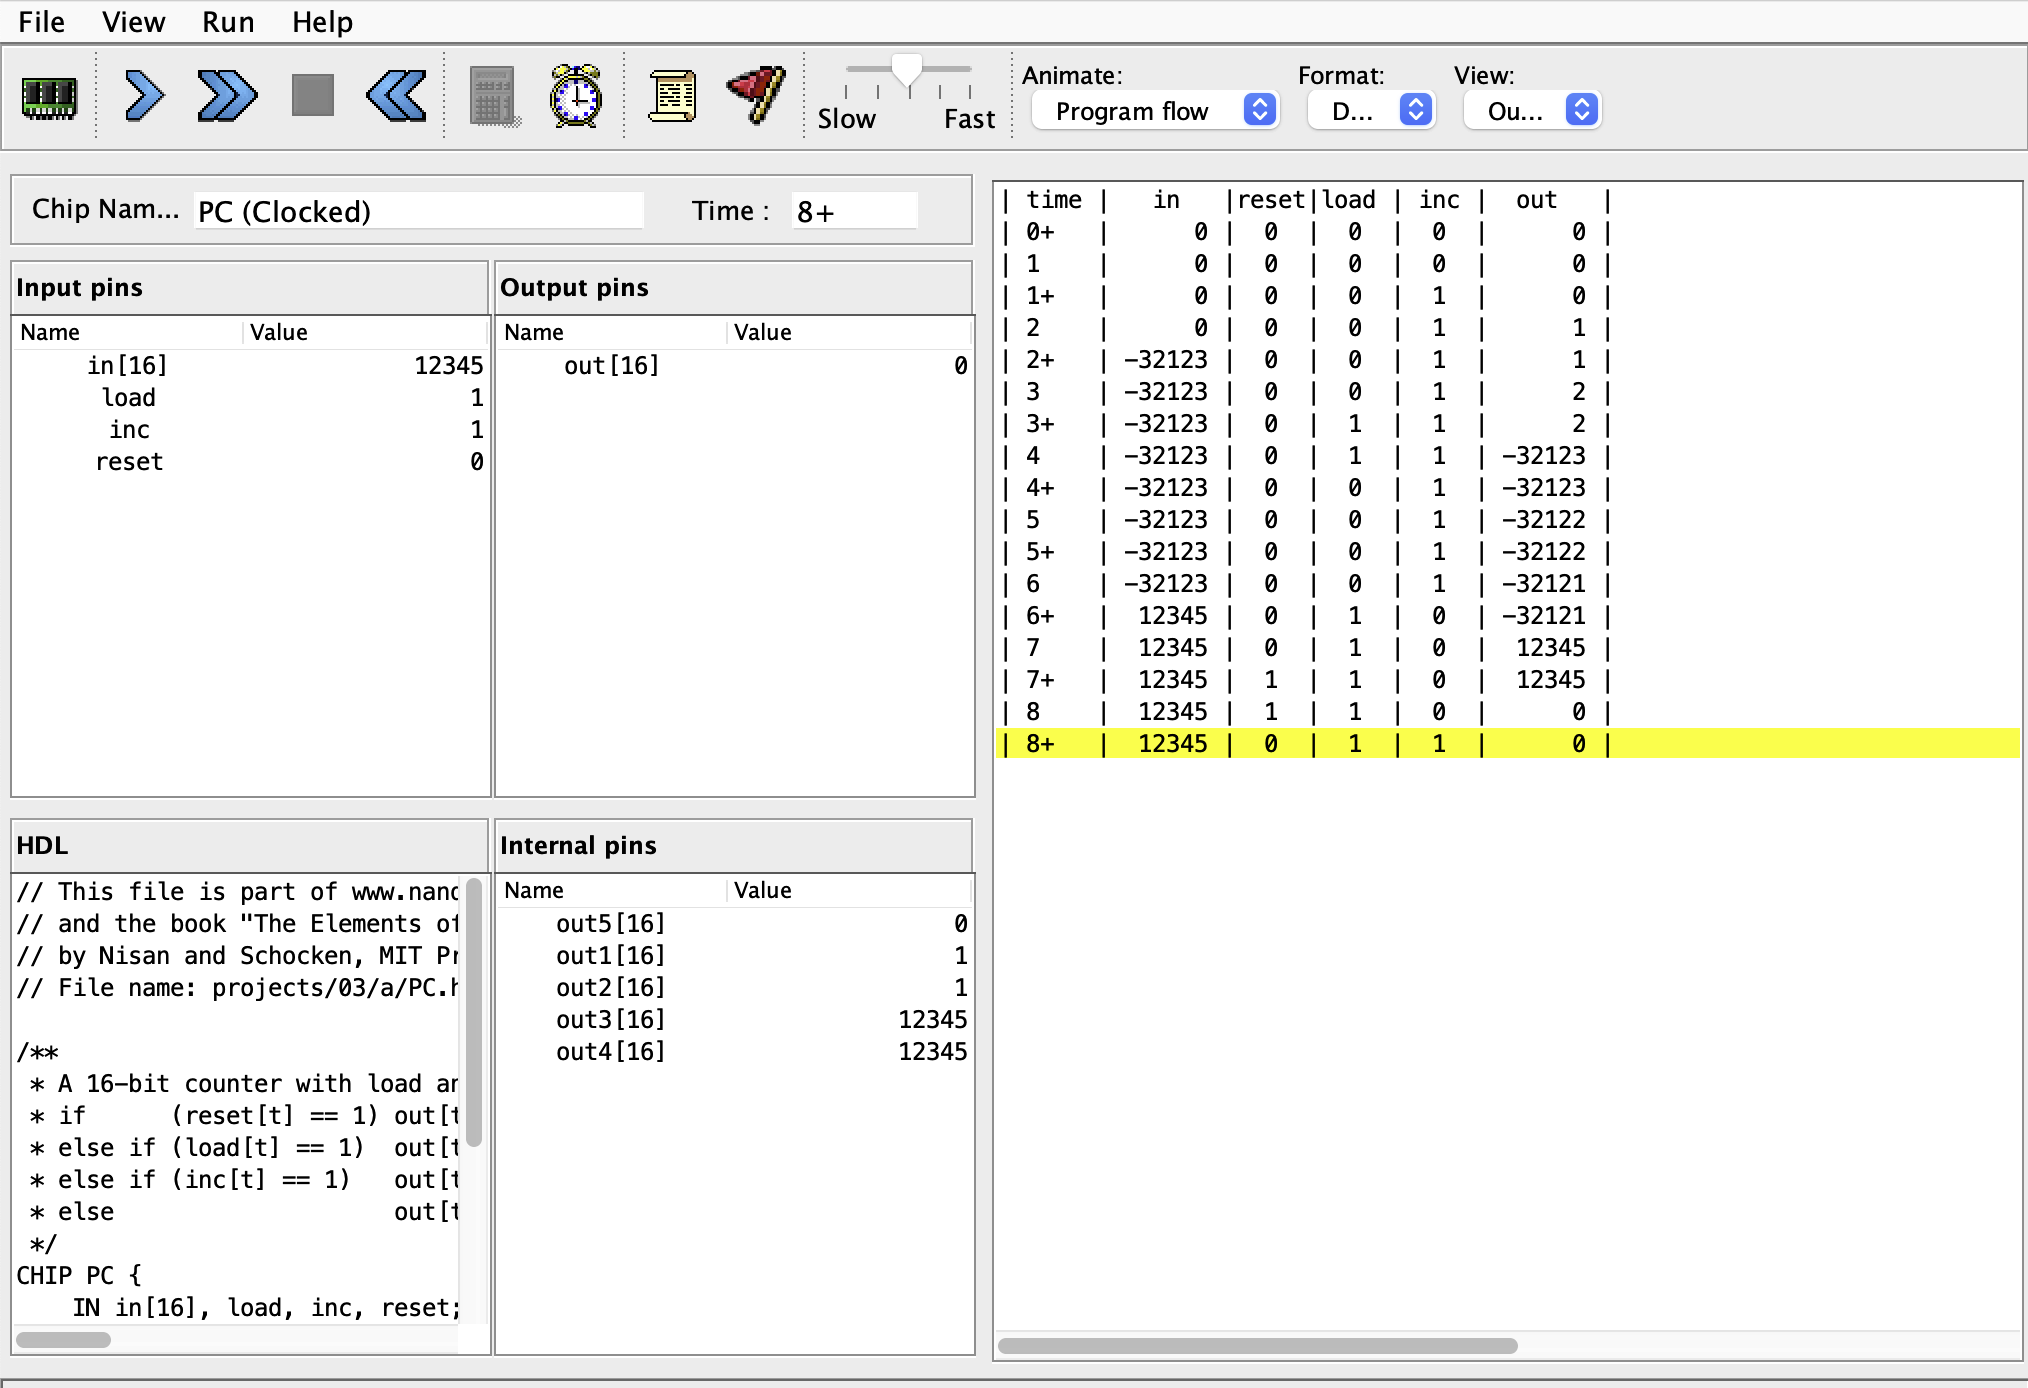 File View Run Help
Animate: Format: View:
Slow Fast Program flow D... Ou...
Chip Nam... PC (Clocked) Time : 8+
Input pins
Name Value
in[16] 12345
load 1
inc 1
reset 0
Output pins
Name Value
out[16] 0
HDL
// This file is part of www.nand
// and the book "The Elements of
// by Nisan and Schocken, MIT Pr
// File name: projects/03/a/PC.h
/**
* A 16-bit counter with load an
* if (reset[t] == 1) out[t
* else if (load[t] == 1) out[t
* else if (inc[t] == 1) out[t
* else out[t
*/
CHIP PC {
IN in[16], load, inc, reset;
Internal pins
Name Value
out5[16] 0
out1[16] 1
out2[16] 1
out3[16] 12345
out4[16] 12345
| time | in |reset|load | inc | out |
| 0+ | 0 | 0 | 0 | 0 | 0 |
| 1 | 0 | 0 | 0 | 0 | 0 |
| 1+ | 0 | 0 | 0 | 1 | 0 |
| 2 | 0 | 0 | 0 | 1 | 1 |
| 2+ | -32123 | 0 | 0 | 1 | 1 |
| 3 | -32123 | 0 | 0 | 1 | 2 |
| 3+ | -32123 | 0 | 1 | 1 | 2 |
| 4 | -32123 | 0 | 1 | 1 | -32123 |
| 4+ | -32123 | 0 | 0 | 1 | -32123 |
| 5 | -32123 | 0 | 0 | 1 | -32122 |
| 5+ | -32123 | 0 | 0 | 1 | -32122 |
| 6 | -32123 | 0 | 0 | 1 | -32121 |
| 6+ | 12345 | 0 | 1 | 0 | -32121 |
| 7 | 12345 | 0 | 1 | 0 | 12345 |
| 7+ | 12345 | 1 | 1 | 0 | 12345 |
| 8 | 12345 | 1 | 1 | 0 | 0 |
| 8+ | 12345 | 0 | 1 | 1 | 0 |